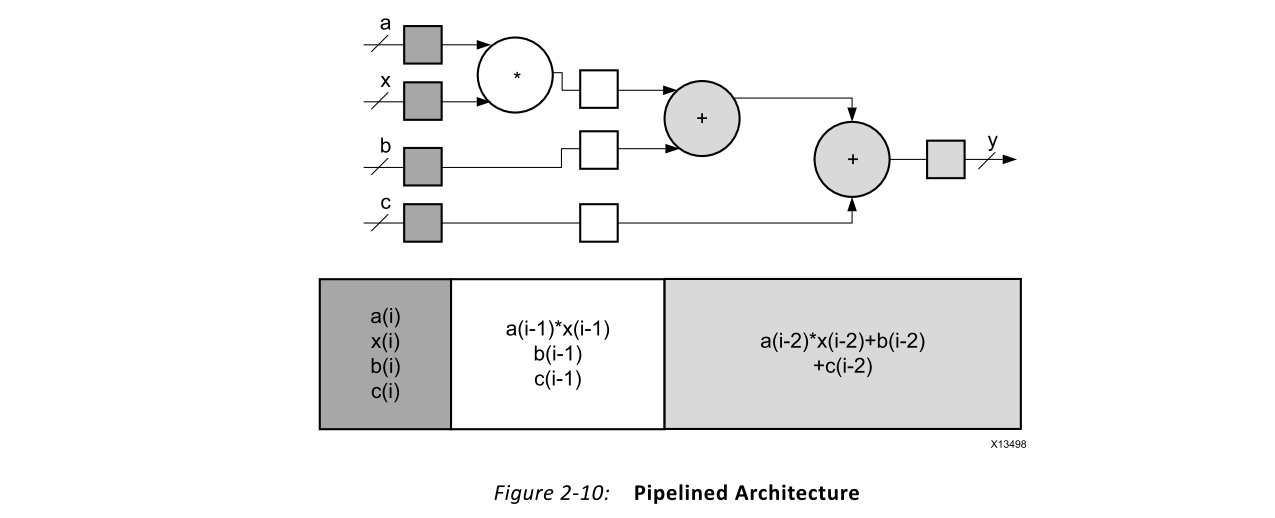 a
x
*
b
+
+
y
c
a(i)
x(i)
b(i)
c(i)
a(i-1)*x(i-1)
b(i-1)
c(i-1)
a(i-2)*x(i-2)+b(i-2)
+c(i-2)
X13498
Figure 2-10: Pipelined Architecture